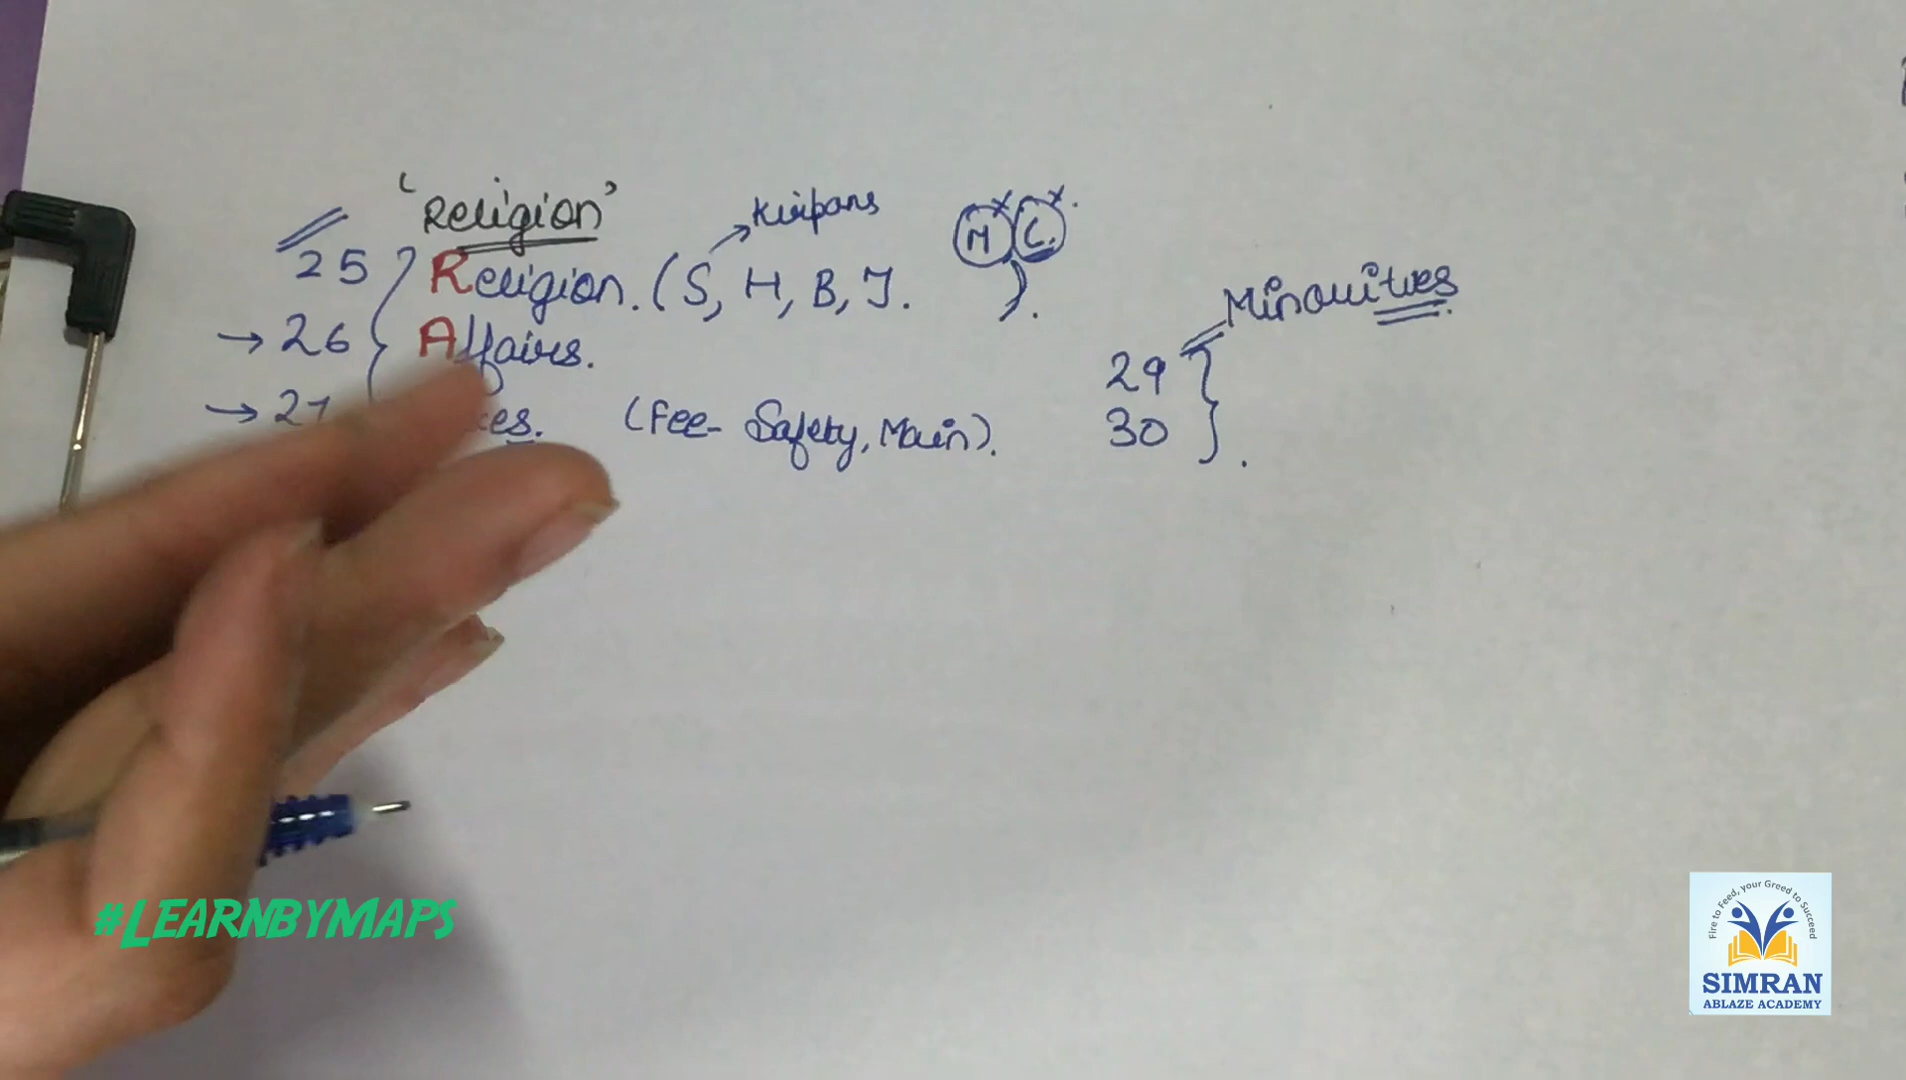 'Religion'
Kirpans
M C.
25 Religion. (S, H, B, J. ).
→ 26 Affairs.
→ 27 (Fee- Safety, Main).
Minorities
29
30
#LEARNBYMAPS
Fire to Feed, your Greed to Succeed
SIMRAN
ABLAZE ACADEMY